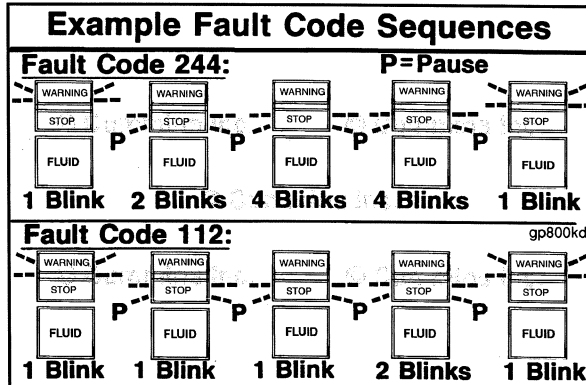 Example Fault Code Sequences
Fault Code 244: P=Pause
WARNING WARNING WARNING WARNING WARNING
STOP STOP STOP STOP STOP
P P P P
FLUID FLUID FLUID FLUID FLUID
1 Blink 2 Blinks 4 Blinks 4 Blinks 1 Blink
Fault Code 112: gp800kd
WARNING WARNING WARNING WARNING WARNING
STOP STOP STOP STOP STOP
P P P P
FLUID FLUID FLUID FLUID FLUID
1 Blink 1 Blink 1 Blink 2 Blinks 1 Blink